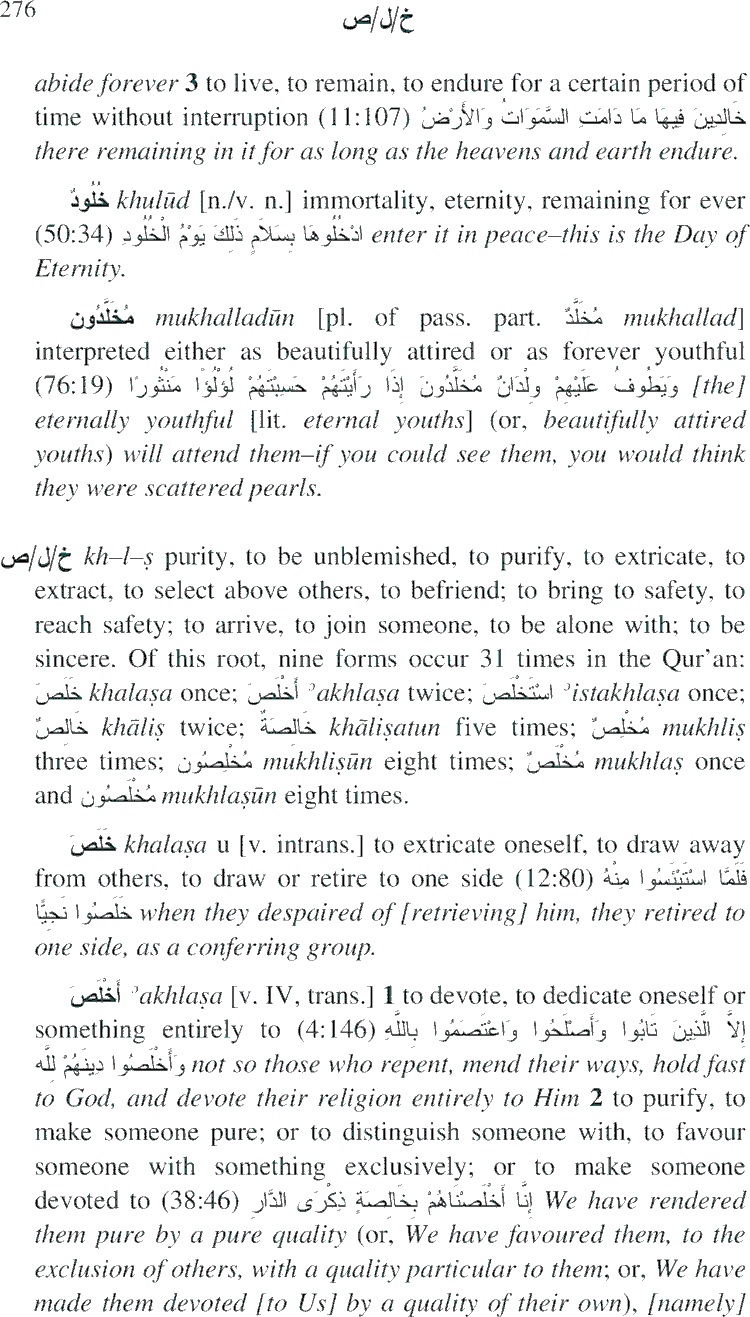 276
خ/ل/ص
abide forever 3 to live, to remain, to endure for a certain period of
time without interruption (11:107) خَالِدِينَ فِيهَا مَا دَامَتِ السَّمَوَاتُ وَالأَرْضُ
there remaining in it for as long as the heavens and earth endure.
خُلُودٌ khulūd [n./v. n.] immortality, eternity, remaining for ever
(50:34) ادْخُلُوهَا بِسَلاَمٍ ذَلِكَ يَوْمُ الْخُلُودِ enter it in peace–this is the Day of
Eternity.
مُخَلَّدُون mukhalladūn [pl. of pass. part. مُخَلَّدٌ mukhallad]
interpreted either as beautifully attired or as forever youthful
(76:19) وَيَطُوفُ عَلَيْهِمْ وِلْدَانٌ مُخَلَّدُونَ إِذَا رَأَيْتَهُمْ حَسِبْتَهُمْ لُؤْلُؤًا مَنْثُورًا [the]
eternally youthful [lit. eternal youths] (or, beautifully attired
youths) will attend them–if you could see them, you would think
they were scattered pearls.
خ/ل/ص kh–l–ṣ purity, to be unblemished, to purify, to extricate, to
extract, to select above others, to befriend; to bring to safety, to
reach safety; to arrive, to join someone, to be alone with; to be
sincere. Of this root, nine forms occur 31 times in the Qur'an:
خَلَصَ khalaṣa once; أَخْلَصَ ʾakhlaṣa twice; اسْتَخْلَصَ ʾistakhlaṣa once;
خَالِصٌ khāliṣ twice; خَالِصَةٌ khāliṣatun five times; مُخْلِصٌ mukhliṣ
three times; مُخْلِصُون mukhliṣūn eight times; مُخْلَصٌ mukhlaṣ once
and مُخْلَصُون mukhlaṣūn eight times.
خَلَصَ khalaṣa u [v. intrans.] to extricate oneself, to draw away
from others, to draw or retire to one side (12:80) فَلَمَّا اسْتَيْئَسُوا مِنْهُ
خَلَصُوا نَجِيًّا when they despaired of [retrieving] him, they retired to
one side, as a conferring group.
أَخْلَصَ ʾakhlaṣa [v. IV, trans.] 1 to devote, to dedicate oneself or
something entirely to (4:146) إِلاَّ الَّذِينَ تَابُوا وَأَصْلَحُوا وَاعْتَصَمُوا بِاللَّهِ
وَأَخْلَصُوا دِينَهُمْ لِلَّهِ not so those who repent, mend their ways, hold fast
to God, and devote their religion entirely to Him 2 to purify, to
make someone pure; or to distinguish someone with, to favour
someone with something exclusively; or to make someone
devoted to (38:46) إِنَّا أَخْلَصْنَاهُمْ بِخَالِصَةٍ ذِكْرَى الدَّارِ We have rendered
them pure by a pure quality (or, We have favoured them, to the
exclusion of others, with a quality particular to them; or, We have
made them devoted [to Us] by a quality of their own), [namely]